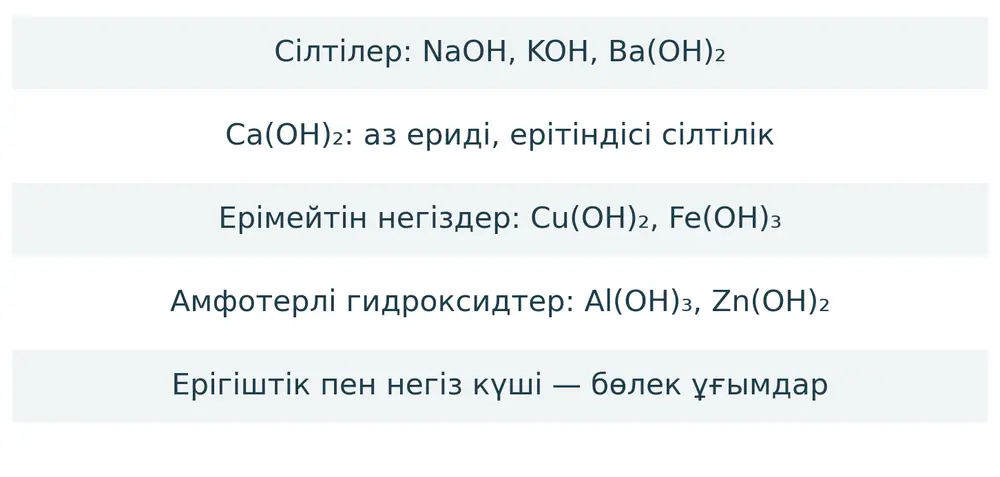 Сілтілер: NaOH, KOH, Ba(OH)₂
Ca(OH)₂: аз ериді, ерітіндісі сілтілік
Ерімейтін негіздер: Cu(OH)₂, Fe(OH)₃
Амфотерлі гидроксидтер: Al(OH)₃, Zn(OH)₂
Ерігіштік пен негіз күші — бөлек ұғымдар